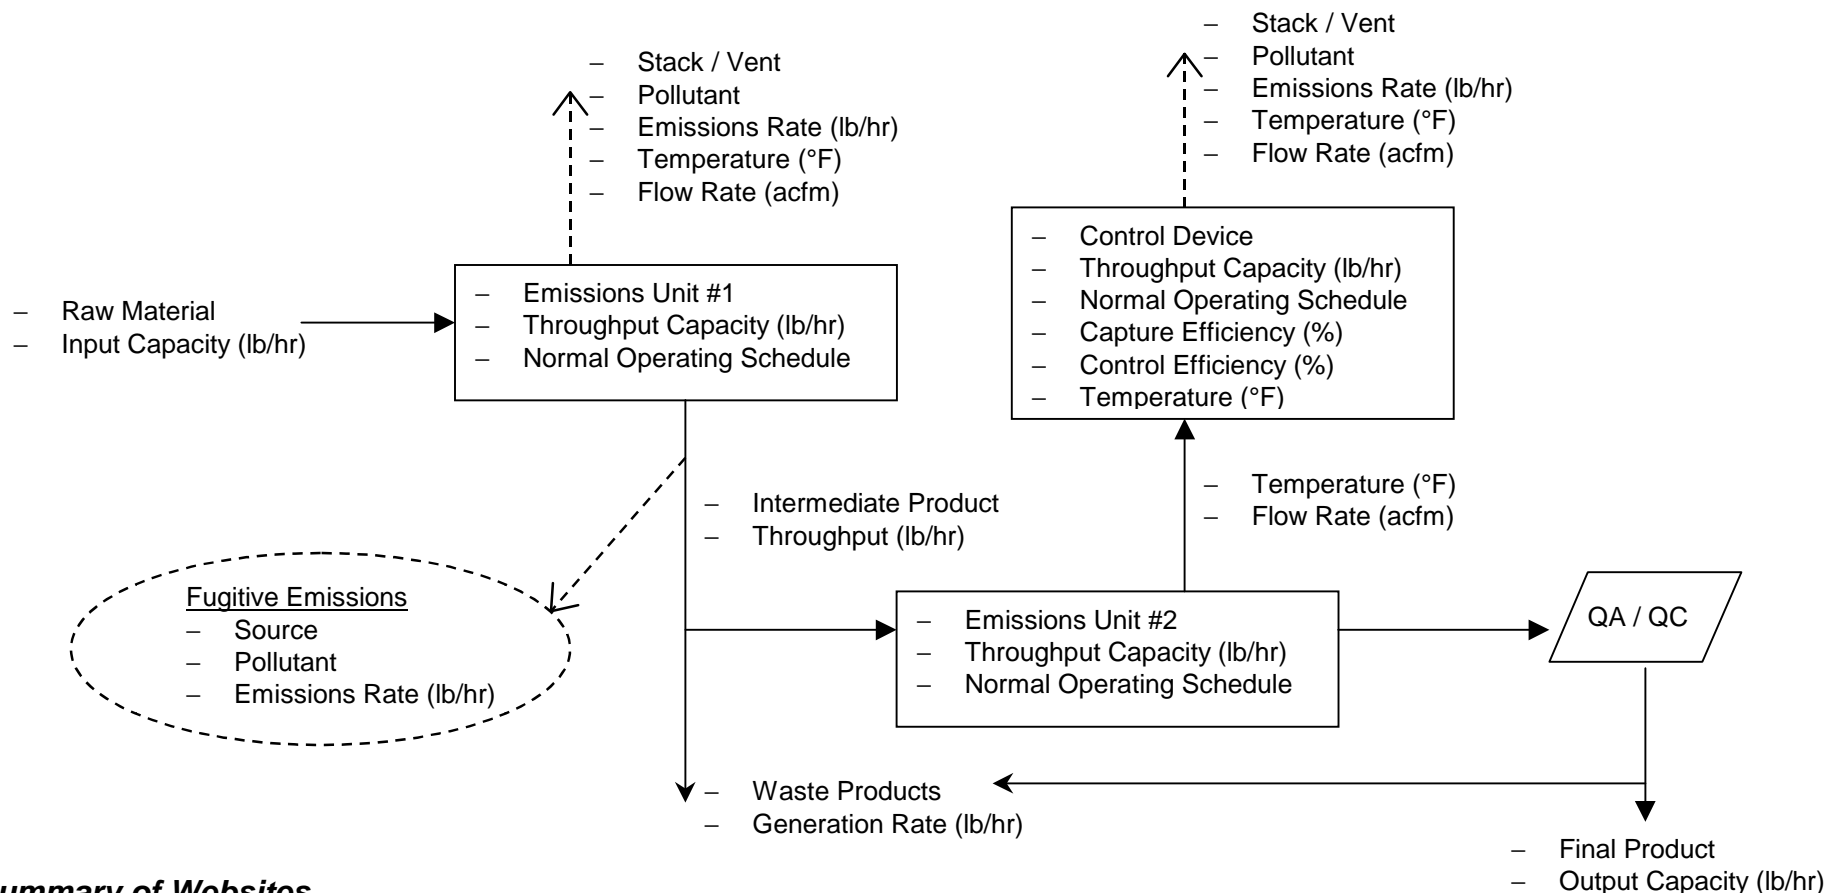 – Stack / Vent
– Pollutant
– Emissions Rate (lb/hr)
– Temperature (°F)
– Flow Rate (acfm)
– Stack / Vent
– Pollutant
– Emissions Rate (lb/hr)
– Temperature (°F)
– Flow Rate (acfm)
– Raw Material
– Input Capacity (lb/hr)
– Emissions Unit #1
– Throughput Capacity (lb/hr)
– Normal Operating Schedule
– Control Device
– Throughput Capacity (lb/hr)
– Normal Operating Schedule
– Capture Efficiency (%)
– Control Efficiency (%)
– Temperature (°F)
– Intermediate Product
– Throughput (lb/hr)
– Temperature (°F)
– Flow Rate (acfm)
Fugitive Emissions
– Source
– Pollutant
– Emissions Rate (lb/hr)
– Emissions Unit #2
– Throughput Capacity (lb/hr)
– Normal Operating Schedule
QA / QC
– Waste Products
– Generation Rate (lb/hr)
– Final Product
– Output Capacity (lb/hr)
ummary of Websites